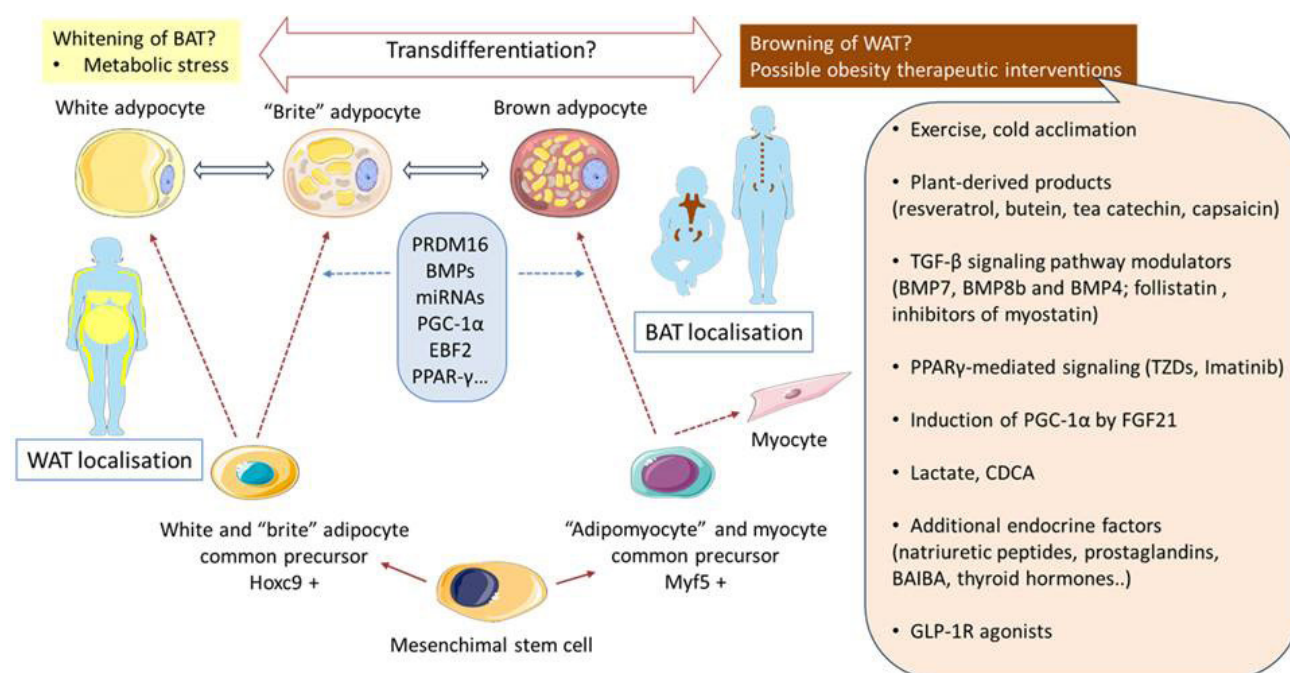 Whitening of BAT?
• Metabolic stress
Transdifferentiation?
Browning of WAT?
Possible obesity therapeutic interventions
White adypocyte
“Brite” adypocyte
Brown adypocyte
PRDM16
BMPs
miRNAs
PGC-1α
EBF2
PPAR-γ...
WAT localisation
BAT localisation
Myocyte
White and “brite” adipocyte
common precursor
Hoxc9 +
“Adipomyocyte” and myocyte
common precursor
Myf5 +
Mesenchimal stem cell
• Exercise, cold acclimation
• Plant-derived products
(resveratrol, butein, tea catechin, capsaicin)
• TGF-β signaling pathway modulators
(BMP7, BMP8b and BMP4; follistatin ,
inhibitors of myostatin)
• PPARγ-mediated signaling (TZDs, Imatinib)
• Induction of PGC-1α by FGF21
• Lactate, CDCA
• Additional endocrine factors
(natriuretic peptides, prostaglandins,
BAIBA, thyroid hormones..)
• GLP-1R agonists